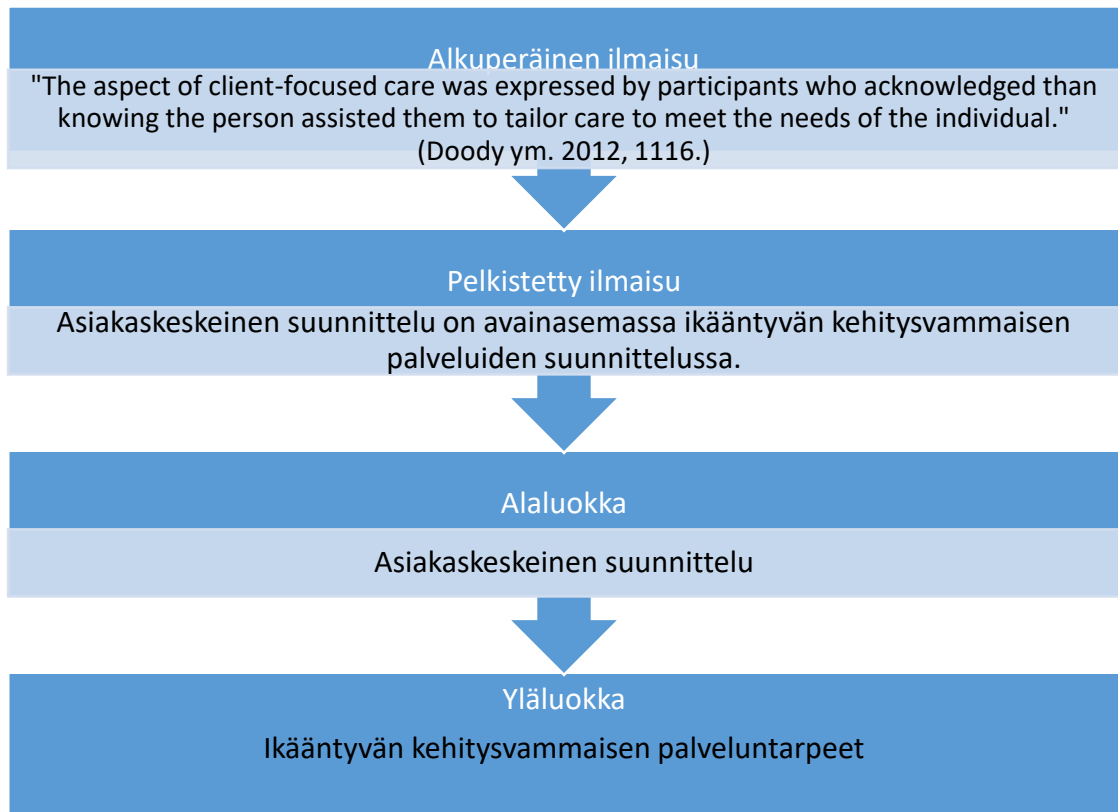 Alkuperäinen ilmaisu
"The aspect of client-focused care was expressed by participants who acknowledged than
knowing the person assisted them to tailor care to meet the needs of the individual."
(Doody ym. 2012, 1116.)
Pelkistetty ilmaisu
Asiakaskeskeinen suunnittelu on avainasemassa ikääntyvän kehitysvammaisen
palveluiden suunnittelussa.
Alaluokka
Asiakaskeskeinen suunnittelu
Yläluokka
Ikääntyvän kehitysvammaisen palveluntarpeet